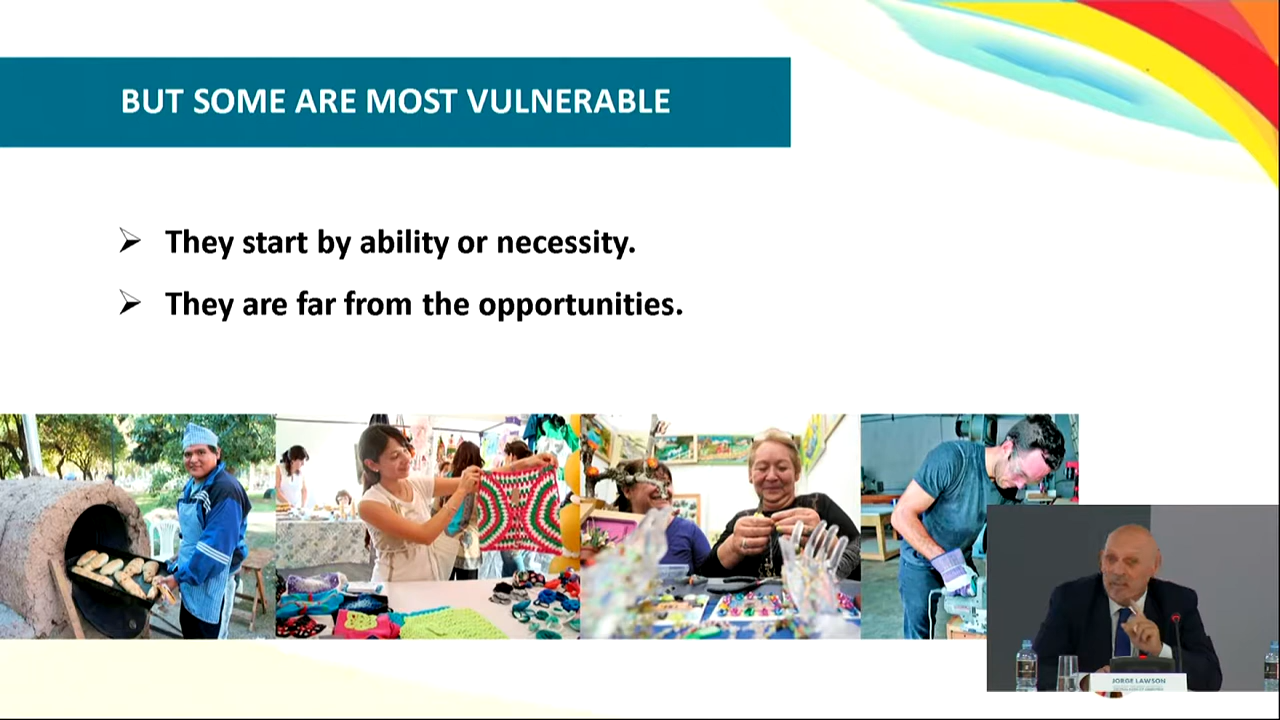 BUT SOME ARE MOST VULNERABLE
They start by ability or necessity.
They are far from the opportunities.
JORGE LAWSON